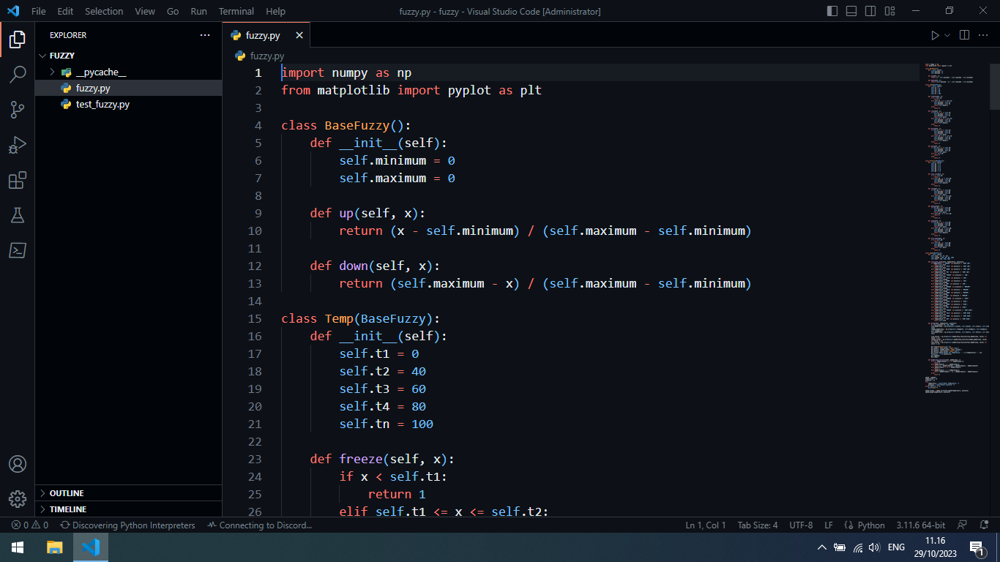 File Edit Selection View Go Run Terminal Help fuzzy.py - fuzzy - Visual Studio Code [Administrator]
EXPLORER
FUZZY
__pycache__
fuzzy.py
test_fuzzy.py
OUTLINE
TIMELINE
fuzzy.py
fuzzy.py
1 import numpy as np
2 from matplotlib import pyplot as plt
3
4 class BaseFuzzy():
5     def __init__(self):
6         self.minimum = 0
7         self.maximum = 0
8
9     def up(self, x):
10         return (x - self.minimum) / (self.maximum - self.minimum)
11
12     def down(self, x):
13         return (self.maximum - x) / (self.maximum - self.minimum)
14
15 class Temp(BaseFuzzy):
16     def __init__(self):
17         self.t1 = 0
18         self.t2 = 40
19         self.t3 = 60
20         self.t4 = 80
21         self.tn = 100
22
23     def freeze(self, x):
24         if x < self.t1:
25             return 1
26         elif self.t1 <= x <= self.t2:
0 0 Discovering Python Interpreters Connecting to Discord... Ln 1, Col 1 Tab Size: 4 UTF-8 LF Python 3.11.6 64-bit
ENG
11.16
29/10/2023
1